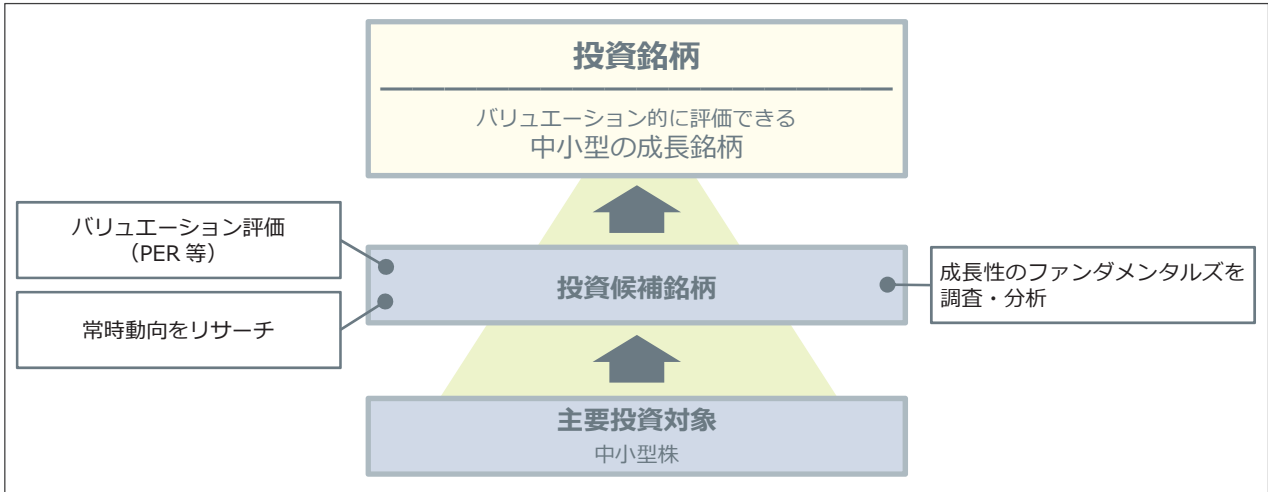 投資銘柄
バリュエーション的に評価できる
中小型の成長銘柄
バリュエーション評価
（PER 等）
常時動向をリサーチ
投資候補銘柄
成長性のファンダメンタルズを
調査・分析
主要投資対象
中小型株